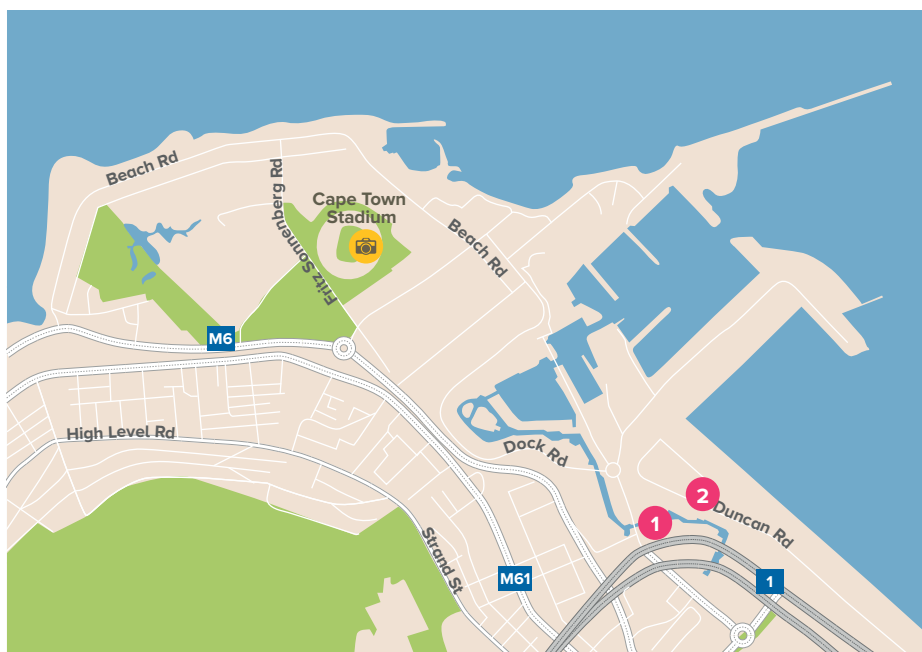 Beach Rd
Fritz Sonnenberg Rd
Cape Town
Stadium
Beach Rd
M6
High Level Rd
Dock Rd
2
Duncan Rd
1
Strand St
M61
1